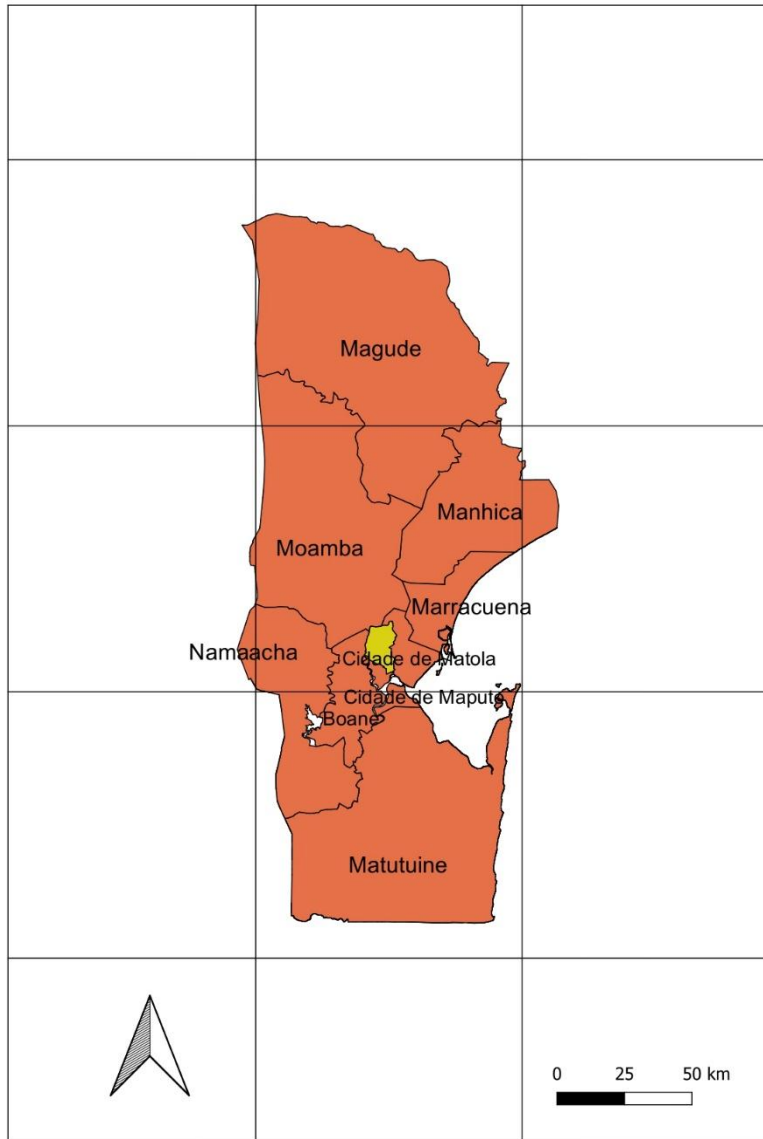 Magude
Manhica
Moamba
Marracuena
Namaacha
Cidade de Matola
Cidade de Maputo
Boane
Matutuine
0 25 50 km